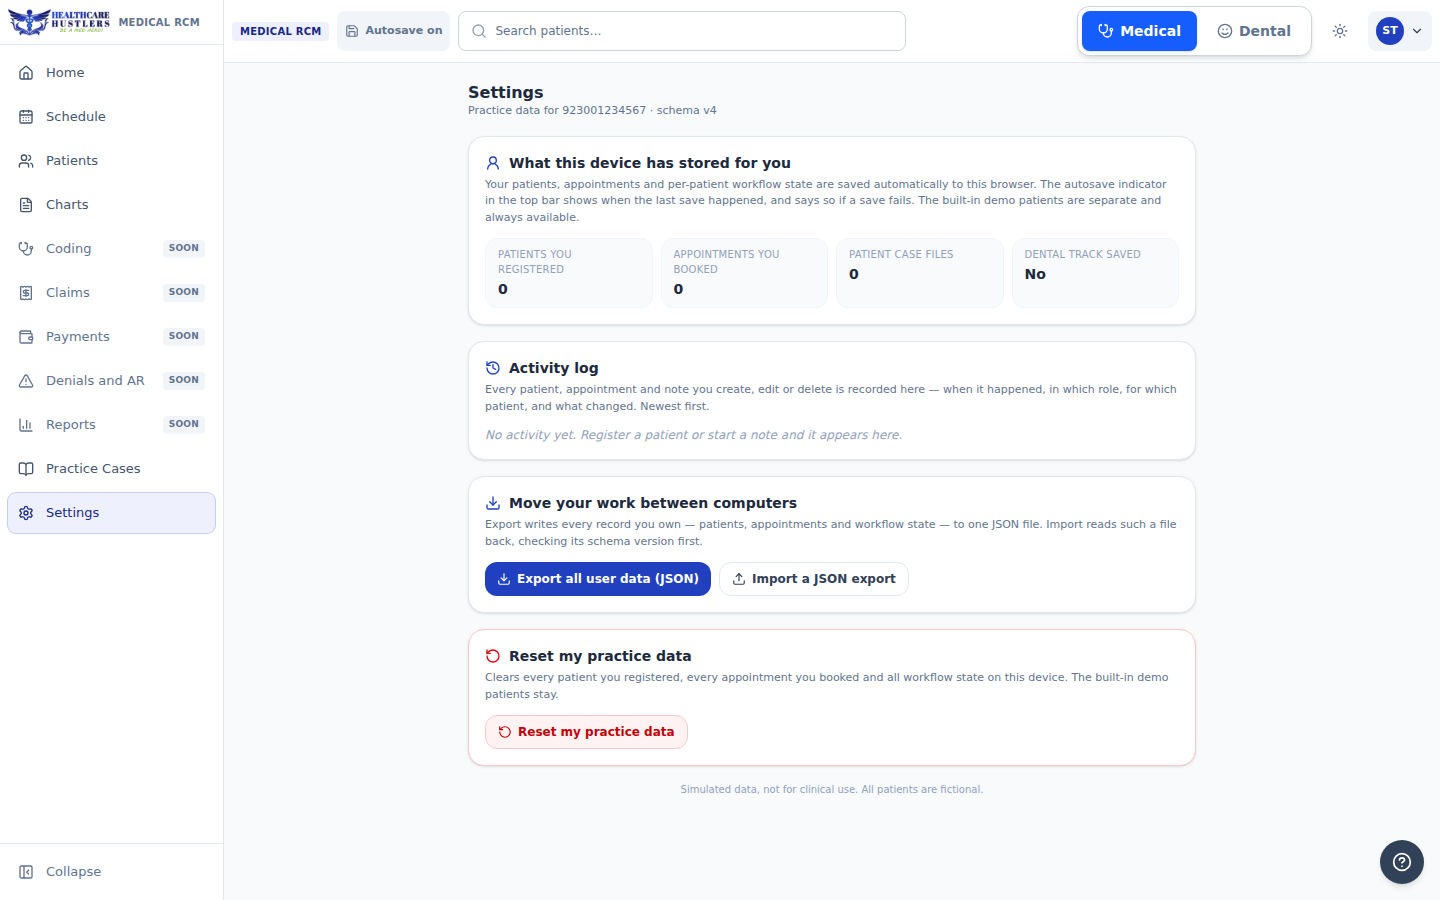 HEALTHCARE
HUSTLERS
BE A MED HERO!
MEDICAL RCM
Home
Schedule
Patients
Charts
Coding SOON
Claims SOON
Payments SOON
Denials and AR SOON
Reports SOON
Practice Cases
Settings
Collapse
MEDICAL RCM
Autosave on
Search patients...
Medical
Dental
ST
Settings
Practice data for 923001234567 · schema v4
What this device has stored for you
Your patients, appointments and per-patient workflow state are saved automatically to this browser. The autosave indicator
in the top bar shows when the last save happened, and says so if a save fails. The built-in demo patients are separate and
always available.
PATIENTS YOU
REGISTERED
0
APPOINTMENTS YOU
BOOKED
0
PATIENT CASE FILES
0
DENTAL TRACK SAVED
No
Activity log
Every patient, appointment and note you create, edit or delete is recorded here — when it happened, in which role, for which
patient, and what changed. Newest first.
No activity yet. Register a patient or start a note and it appears here.
Move your work between computers
Export writes every record you own — patients, appointments and workflow state — to one JSON file. Import reads such a file
back, checking its schema version first.
Export all user data (JSON)
Import a JSON export
Reset my practice data
Clears every patient you registered, every appointment you booked and all workflow state on this device. The built-in demo
patients stay.
Reset my practice data
Simulated data, not for clinical use. All patients are fictional.